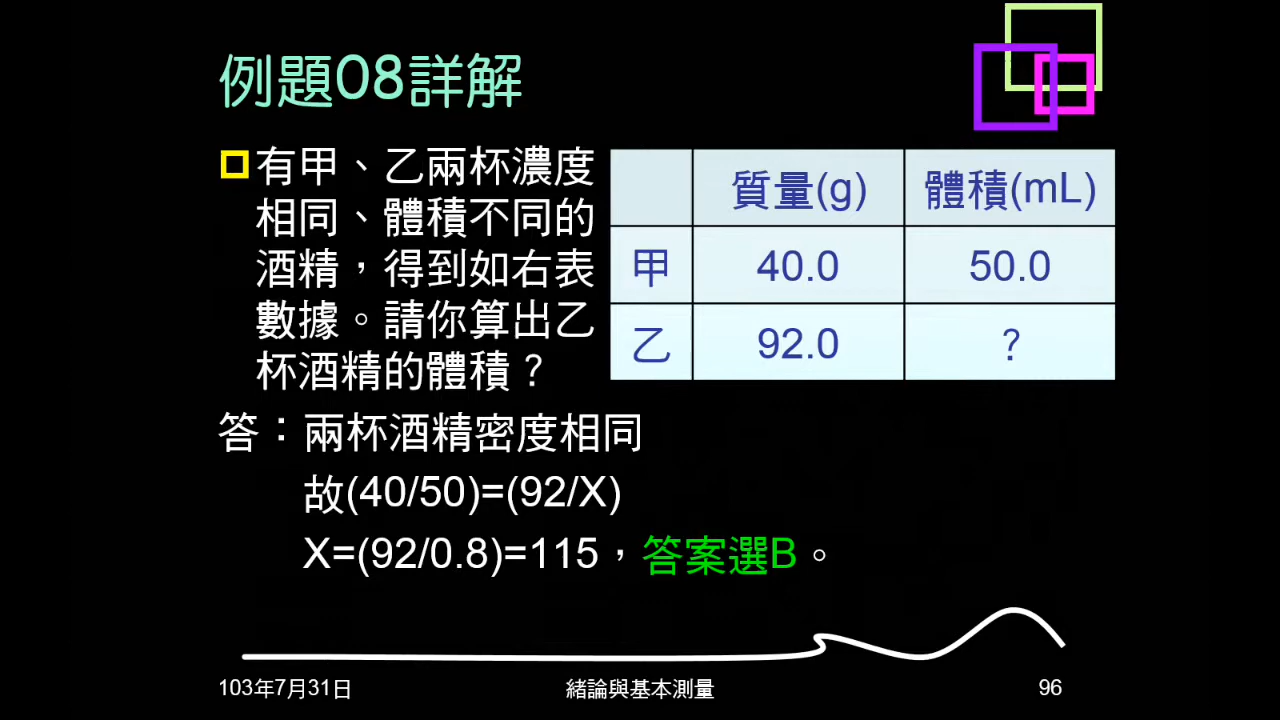 例題08詳解
有甲、乙兩杯濃度
相同、體積不同的
酒精，得到如右表
數據。請你算出乙
杯酒精的體積？
質量(g) 體積(mL)
甲 40.0 50.0
乙 92.0 ？
答：兩杯酒精密度相同
故(40/50)=(92/X)
X=(92/0.8)=115，答案選B。
103年7月31日 緒論與基本測量 96